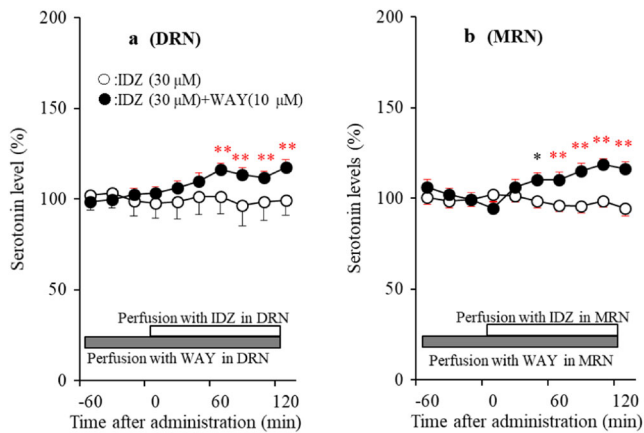 a (DRN)
200
150
100
50
0
Serotonin level (%)
○:IDZ (30 μM)
●:IDZ (30 μM)+WAY(10 μM)
** ** ** **
Perfusion with IDZ in DRN
Perfusion with WAY in DRN
-60 0 60 120
Time after administration (min)
b (MRN)
200
150
100
50
0
Serotonin levels (%)
* ** ** ** **
Perfusion with IDZ in MRN
Perfusion with WAY in MRN
-60 0 60 120
Time after administration (min)